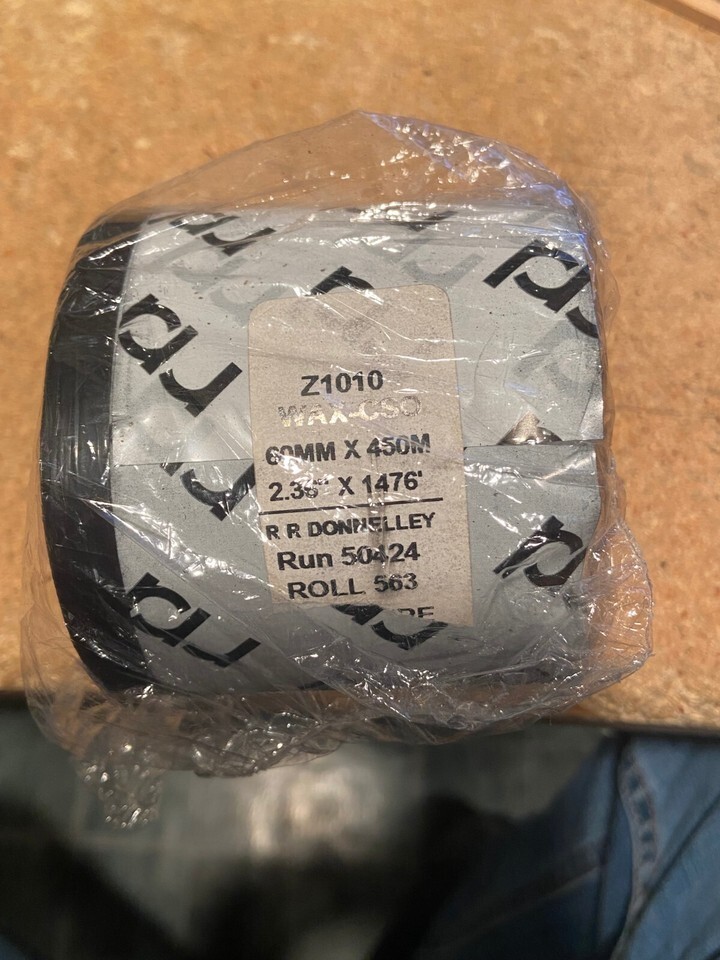 Z1010
WAX-CSO
60MM X 450M
2.36" X 1476'
R R DONNELLEY
Run 50424
ROLL 563